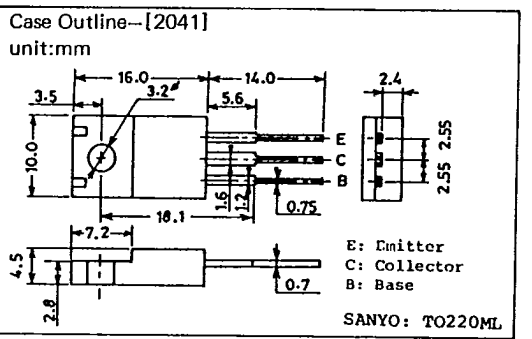 Case Outline—[2041]
unit:mm
16.0
14.0
3.5
3.2ø
5.6
2.4
10.0
E
C
B
2.55
2.55
1.6
1.2
0.75
18.1
7.2
4.5
2.8
0.7
E: Emitter
C: Collector
B: Base
SANYO: TO220ML